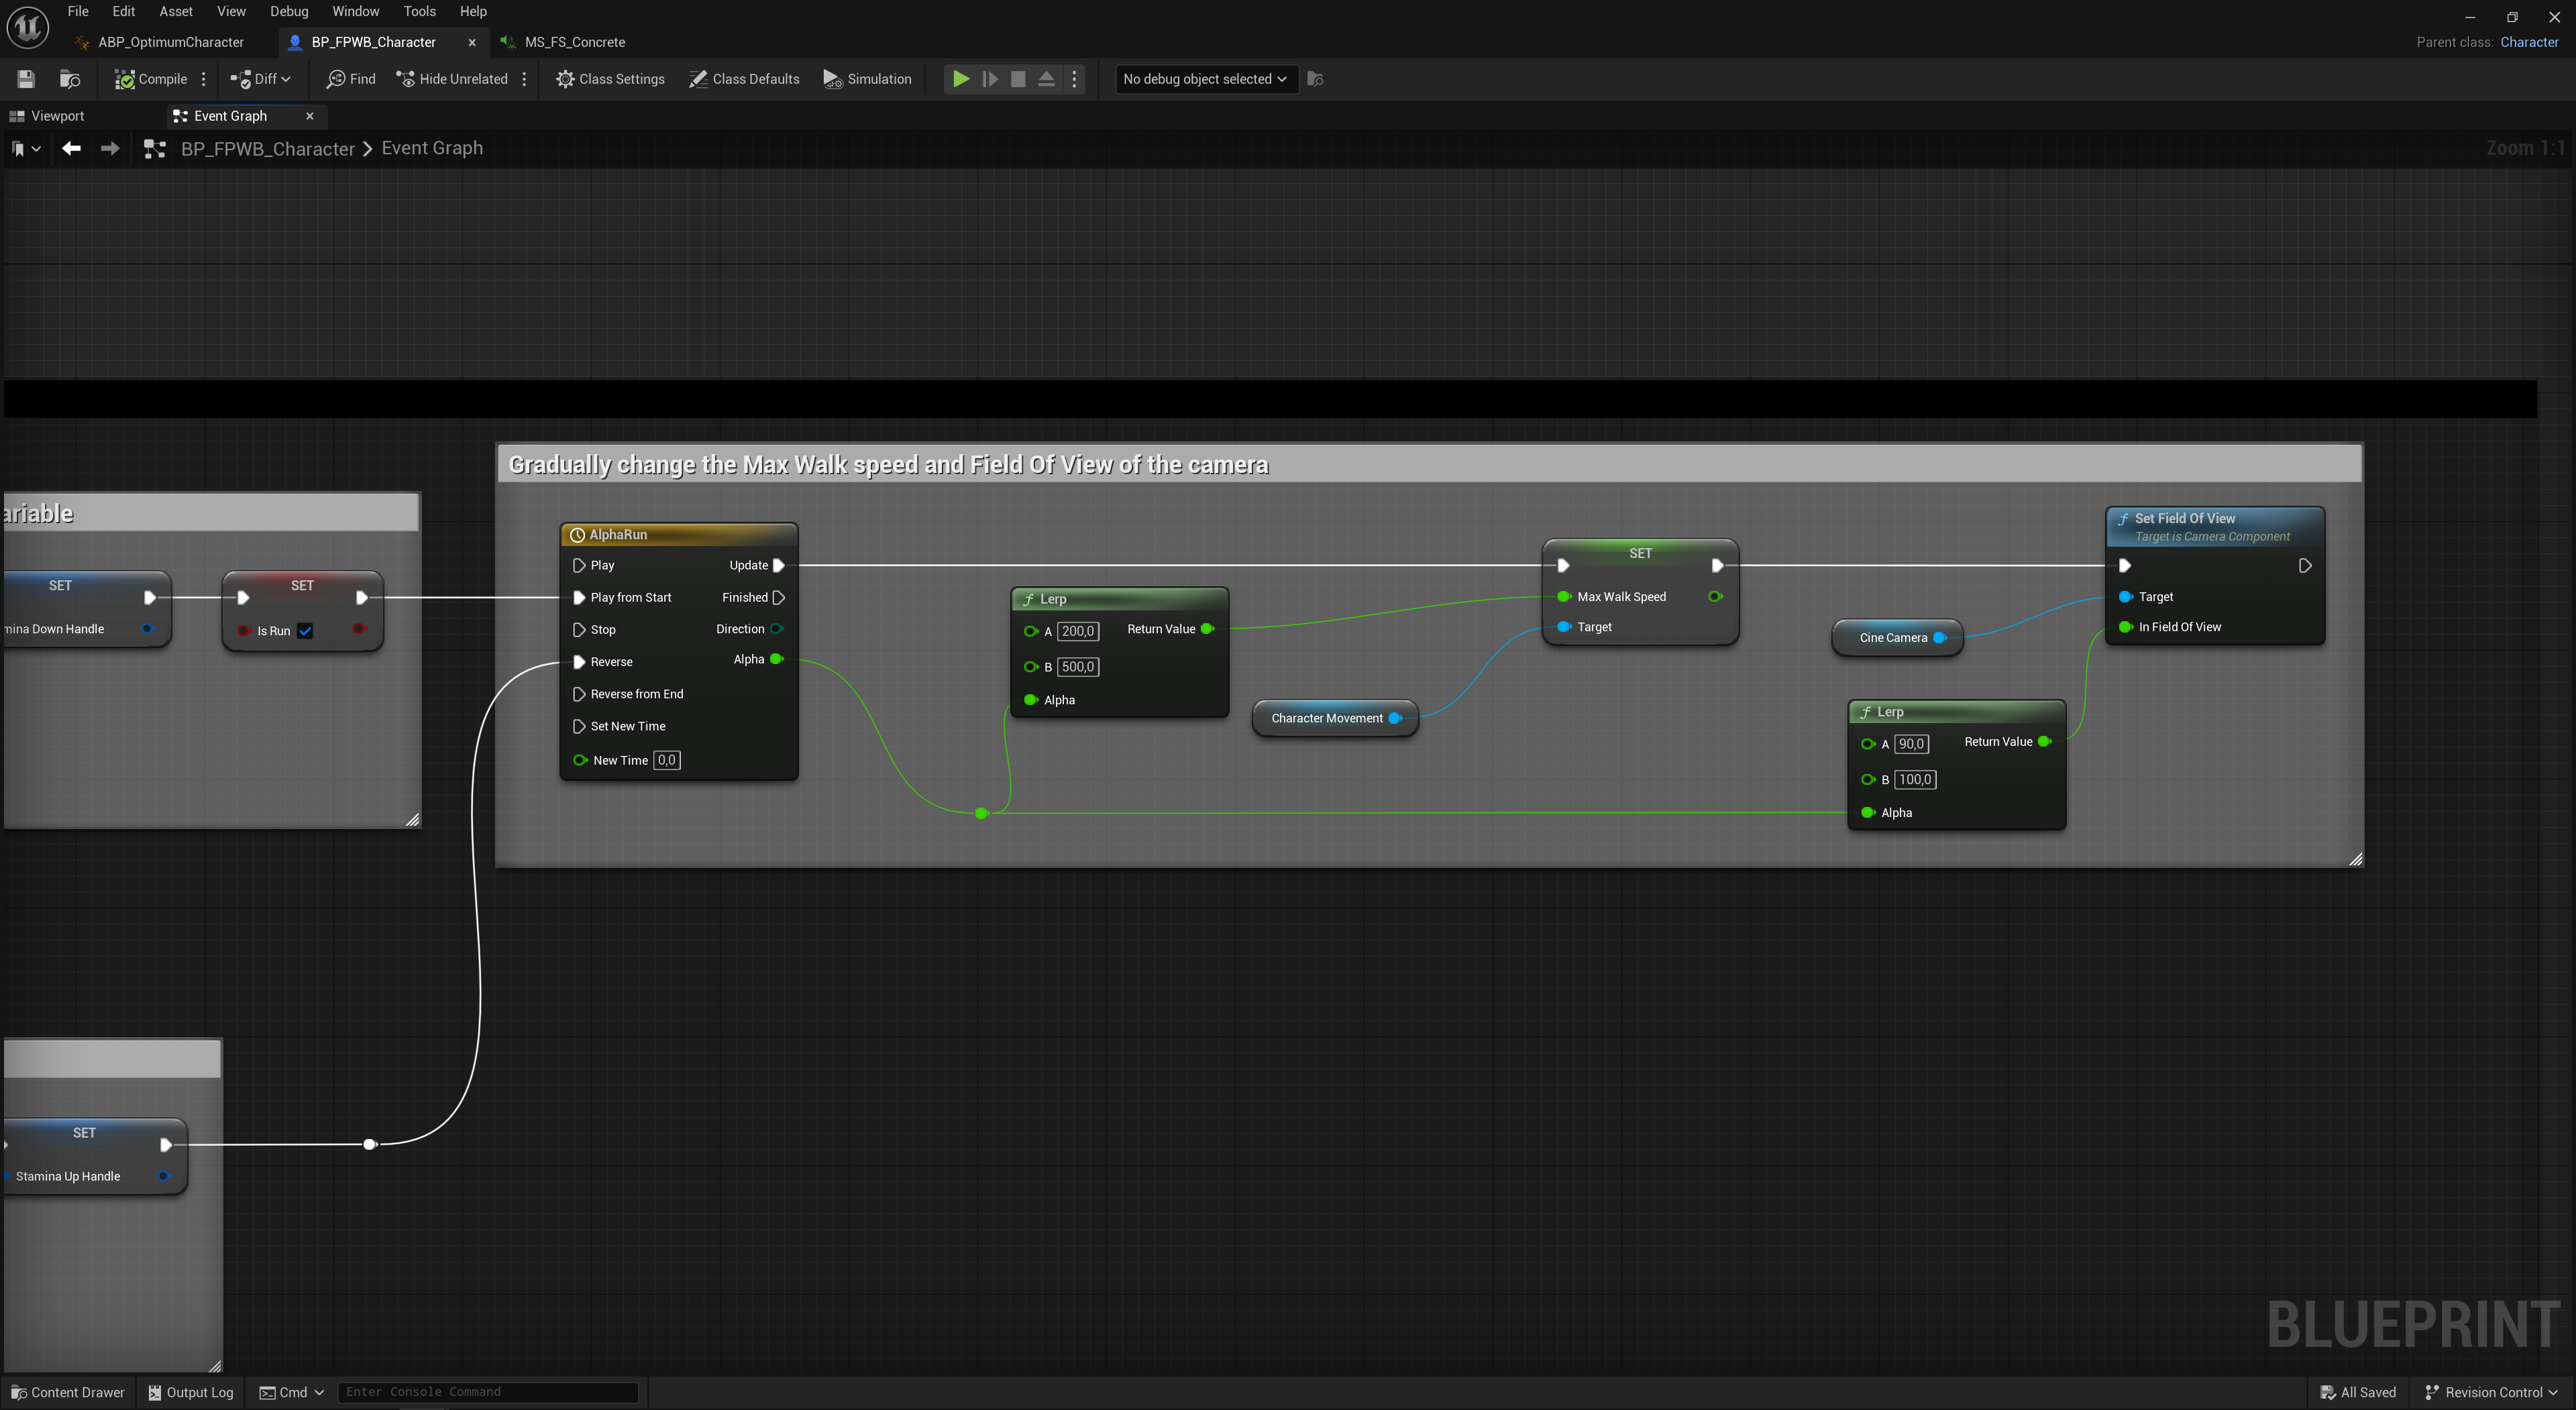 File Edit Asset View Debug Window Tools Help
ABP_OptimumCharacter BP_FPWB_Character MS_FS_Concrete
Parent class: Character
Compile Diff Find Hide Unrelated Class Settings Class Defaults Simulation No debug object selected
Viewport Event Graph
BP_FPWB_Character > Event Graph Zoom 1:1
Gradually change the Max Walk speed and Field Of View of the camera
ariable
SET
mina Down Handle
SET
Is Run
AlphaRun
Play Update
Play from Start Finished
Stop Direction
Reverse Alpha
Reverse from End
Set New Time
New Time 0,0
Lerp
A 200,0 Return Value
B 500,0
Alpha
Character Movement
SET
Max Walk Speed
Target
Cine Camera
Lerp
A 90,0 Return Value
B 100,0
Alpha
Set Field Of View
Target is Camera Component
Target
In Field Of View
SET
Stamina Up Handle
BLUEPRINT
Content Drawer Output Log Cmd Enter Console Command All Saved Revision Control